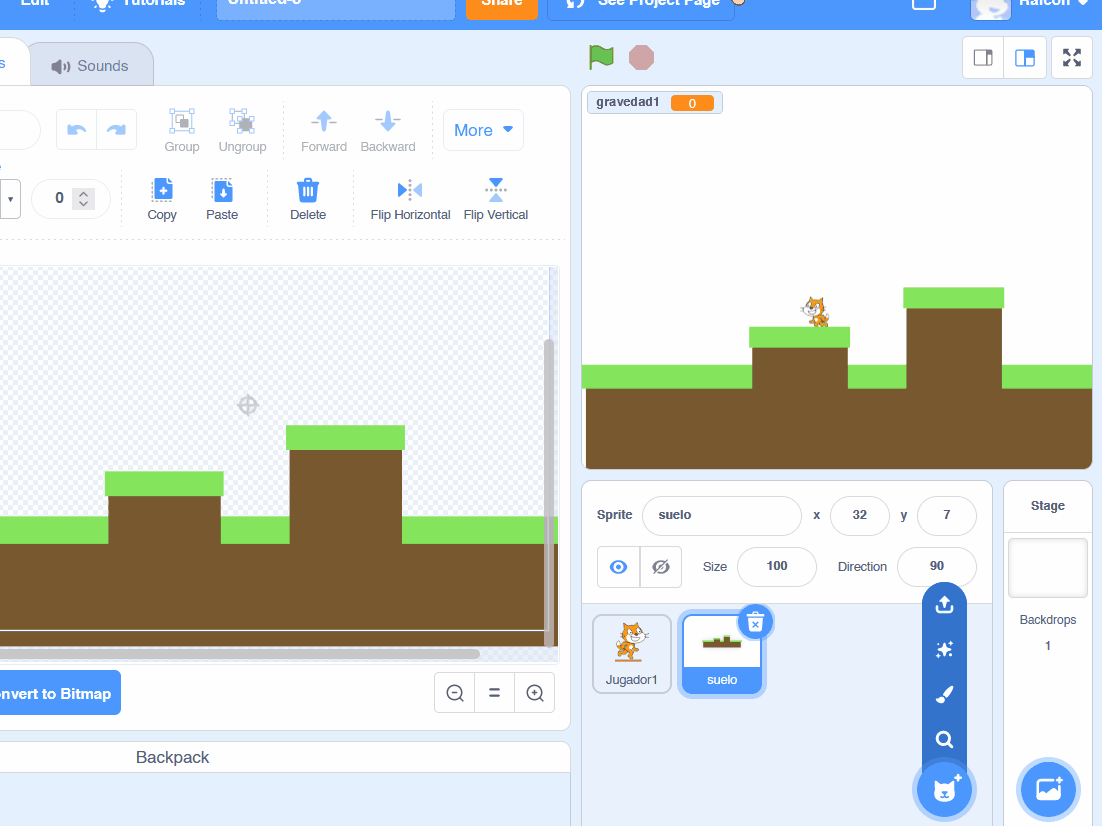 Edit Tutorials Untitled-8 Share See Project Page Raicon
Sounds
gravedad1 0
Group Ungroup Forward Backward More
0 Copy Paste Delete Flip Horizontal Flip Vertical
Sprite suelo x 32 y 7
Size 100 Direction 90
Stage
Backdrops
1
Jugador1 suelo
nvert to Bitmap
Backpack